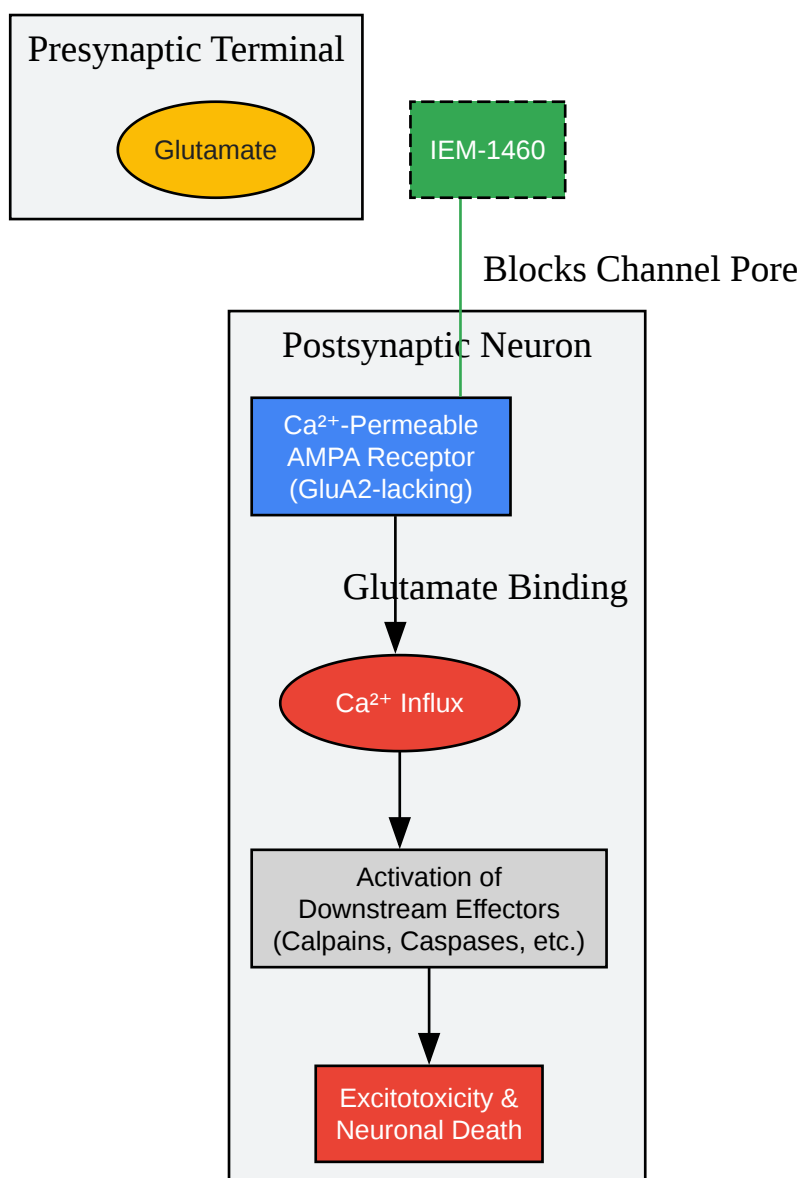 Presynaptic Terminal
Glutamate
IEM-1460
Blocks Channel Pore
Postsynaptic Neuron
Ca²⁺-Permeable
AMPA Receptor
(GluA2-lacking)
Glutamate Binding
Ca²⁺ Influx
Activation of
Downstream Effectors
(Calpains, Caspases, etc.)
Excitotoxicity &
Neuronal Death